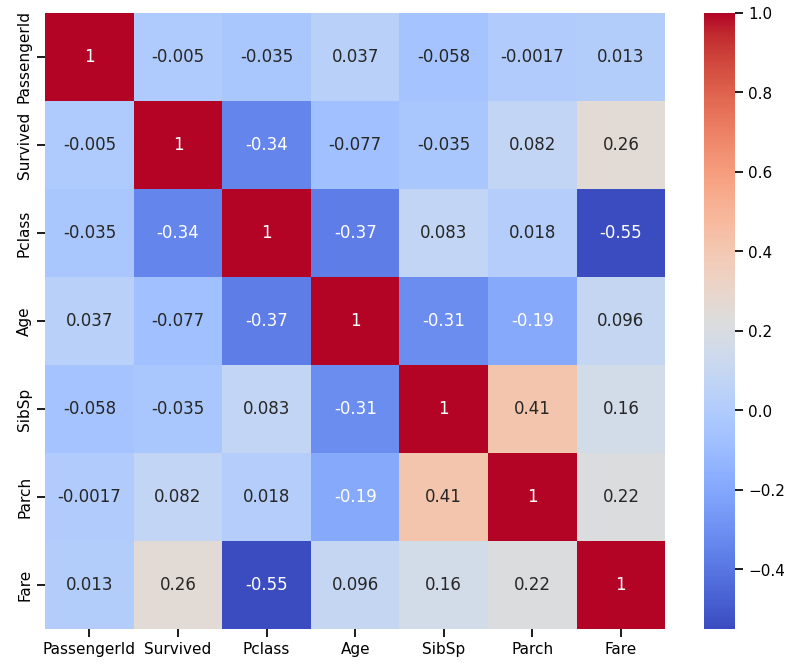 PassengerId 1 -0.005 -0.035 0.037 -0.058 -0.0017 0.013
Survived -0.005 1 -0.34 -0.077 -0.035 0.082 0.26
Pclass -0.035 -0.34 1 -0.37 0.083 0.018 -0.55
Age 0.037 -0.077 -0.37 1 -0.31 -0.19 0.096
SibSp -0.058 -0.035 0.083 -0.31 1 0.41 0.16
Parch -0.0017 0.082 0.018 -0.19 0.41 1 0.22
Fare 0.013 0.26 -0.55 0.096 0.16 0.22 1
PassengerId Survived Pclass Age SibSp Parch Fare
1.0
0.8
0.6
0.4
0.2
0.0
−0.2
−0.4